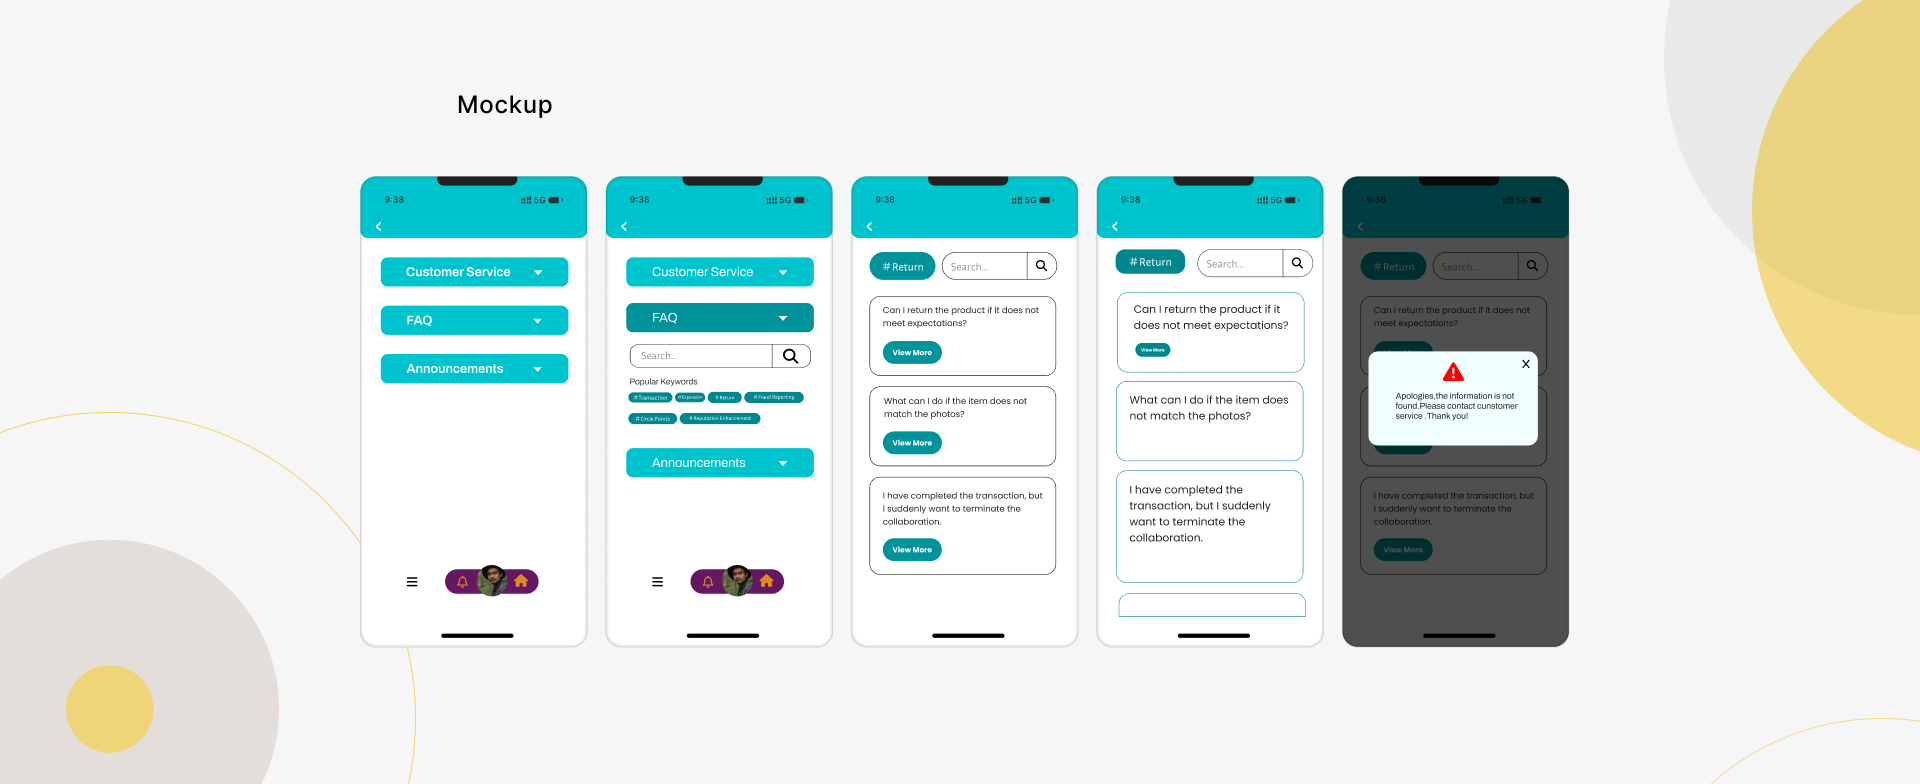 Mockup
9:38
5G
Customer Service
FAQ
Announcements
9:38
5G
Customer Service
FAQ
Search...
Popular Keywords
#Transaction #Expansion #Return #Fraud Reporting
#Circle Points #Reputation Enhancement
Announcements
9:38
5G
#Return Search...
Can I return the product if it does not
meet expectations?
View More
What can I do if the item does not
match the photos?
View More
I have completed the transaction, but
I suddenly want to terminate the
collaboration.
View More
9:38
5G
#Return Search...
Can I return the product if it
does not meet expectations?
View More
What can I do if the item does
not match the photos?
I have completed the
transaction, but I suddenly
want to terminate the
collaboration.
9:38
5G
#Return Search...
Can I return the product if it does not
meet expectations?
X
Apologies,the information is not
found.Please contact cunstomer
service .Thank you!
I have completed the transaction, but
I suddenly want to terminate the
collaboration.
View More